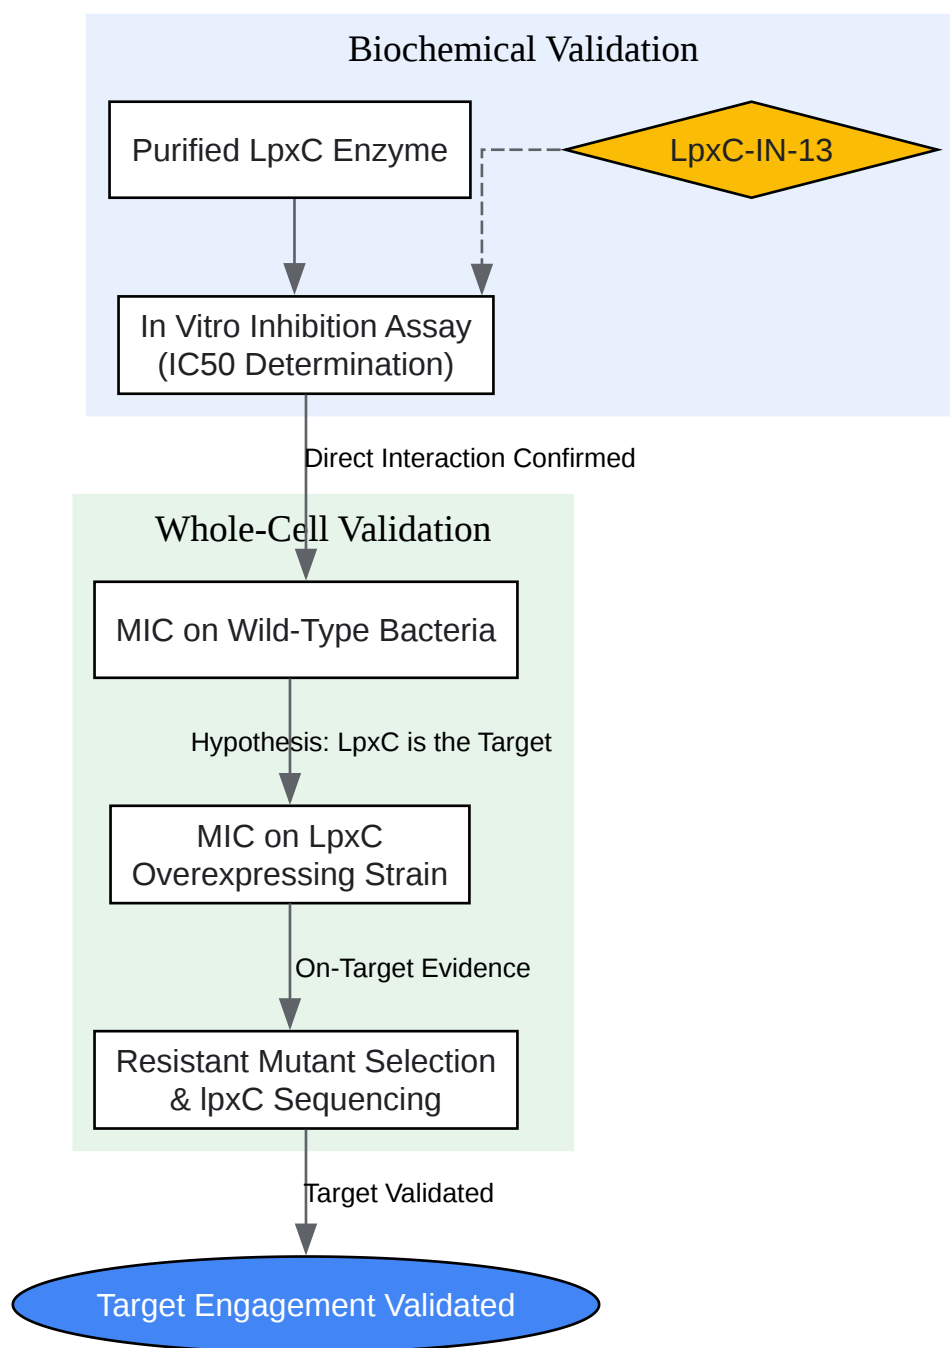 Biochemical Validation
Purified LpxC Enzyme
LpxC-IN-13
In Vitro Inhibition Assay
(IC50 Determination)
Direct Interaction Confirmed
Whole-Cell Validation
MIC on Wild-Type Bacteria
Hypothesis: LpxC is the Target
MIC on LpxC
Overexpressing Strain
On-Target Evidence
Resistant Mutant Selection
& lpxC Sequencing
Target Validated
Target Engagement Validated